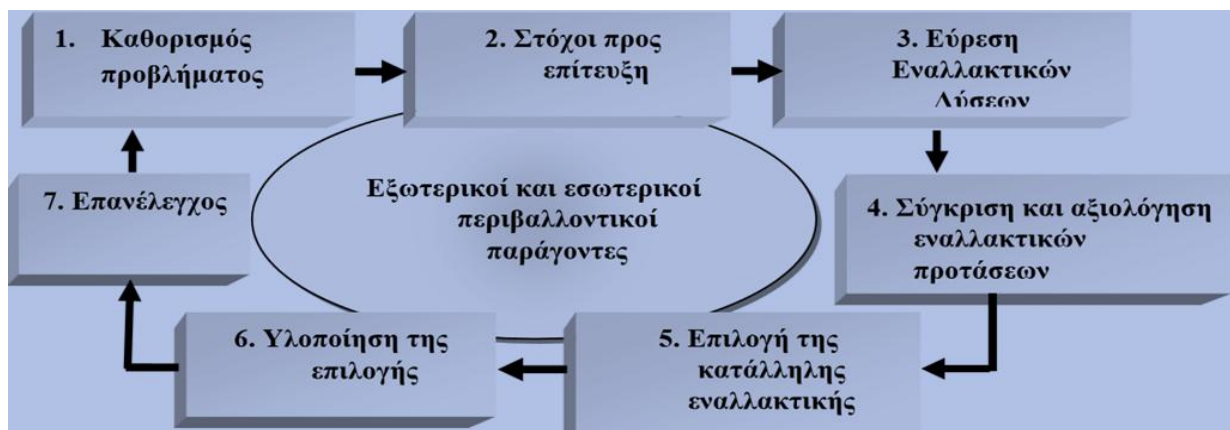 1. Καθορισμός
προβλήματος
2. Στόχοι προς
επίτευξη
3. Εύρεση
Εναλλακτικών
Λύσεων
4. Σύγκριση και αξιολόγηση
εναλλακτικών
προτάσεων
5. Επιλογή της
κατάλληλης
εναλλακτικής
6. Υλοποίηση της
επιλογής
7. Επανέλεγχος
Εξωτερικοί και εσωτερικοί
περιβαλλοντικοί
παράγοντες